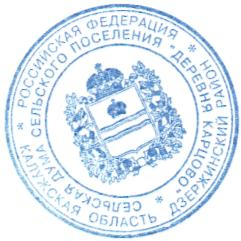 * РОССИЙСКАЯ ФЕДЕРАЦИЯ *
КАЛУЖСКАЯ ОБЛАСТЬ ДЗЕРЖИНСКИЙ РАЙОН
СЕЛЬСКАЯ ДУМА СЕЛЬСКОГО ПОСЕЛЕНИЯ "ДЕРЕВНЯ КАРЦОВО" *